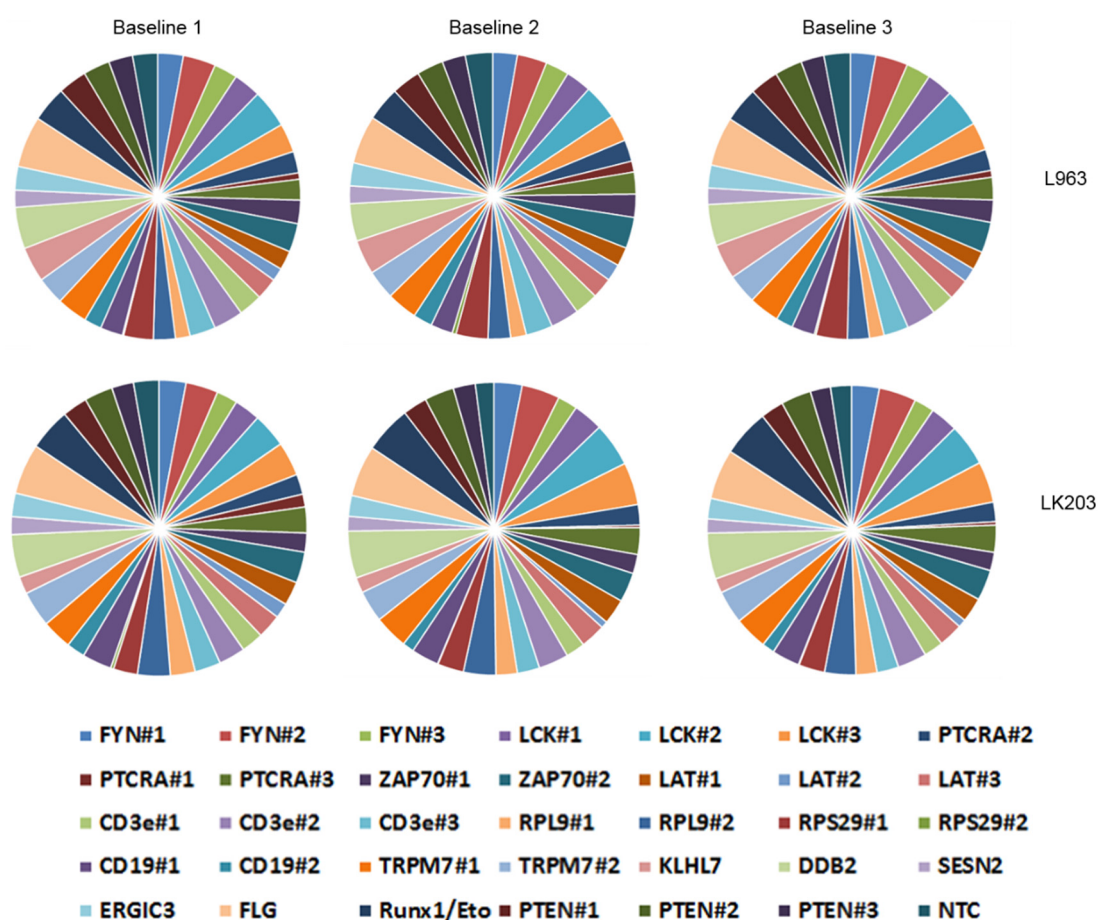 Baseline 1 Baseline 2 Baseline 3
L963
LK203
FYN#1 FYN#2 FYN#3 LCK#1 LCK#2 LCK#3 PTCRA#2
PTCRA#1 PTCRA#3 ZAP70#1 ZAP70#2 LAT#1 LAT#2 LAT#3
CD3e#1 CD3e#2 CD3e#3 RPL9#1 RPL9#2 RPS29#1 RPS29#2
CD19#1 CD19#2 TRPM7#1 TRPM7#2 KLHL7 DDB2 SESN2
ERGIC3 FLG Runx1/Eto PTEN#1 PTEN#2 PTEN#3 NTC